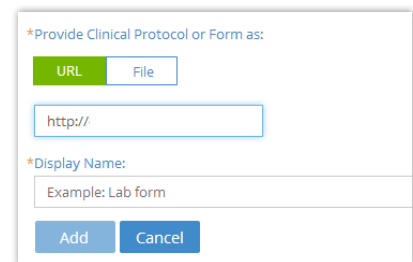 *Provide Clinical Protocol or Form as:
URL File
http://
*Display Name:
Example: Lab form
Add Cancel